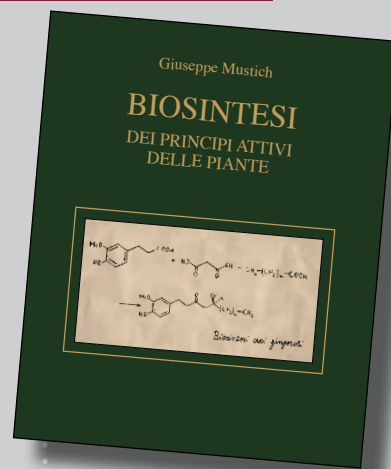 Giuseppe Mustich
BIOSINTESI
DEI PRINCIPI ATTIVI
DELLE PIANTE
Biosintesi dei gingeroli